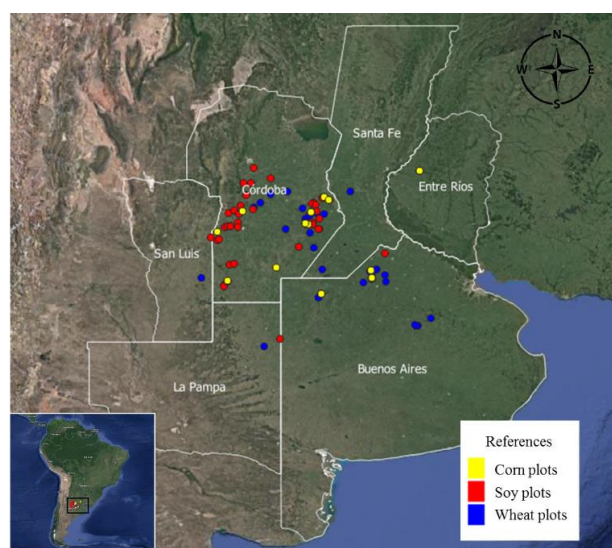 N
W E
S
Santa Fe
Entre Ríos
Córdoba
San Luis
La Pampa
Buenos Aires
References
Corn plots
Soy plots
Wheat plots